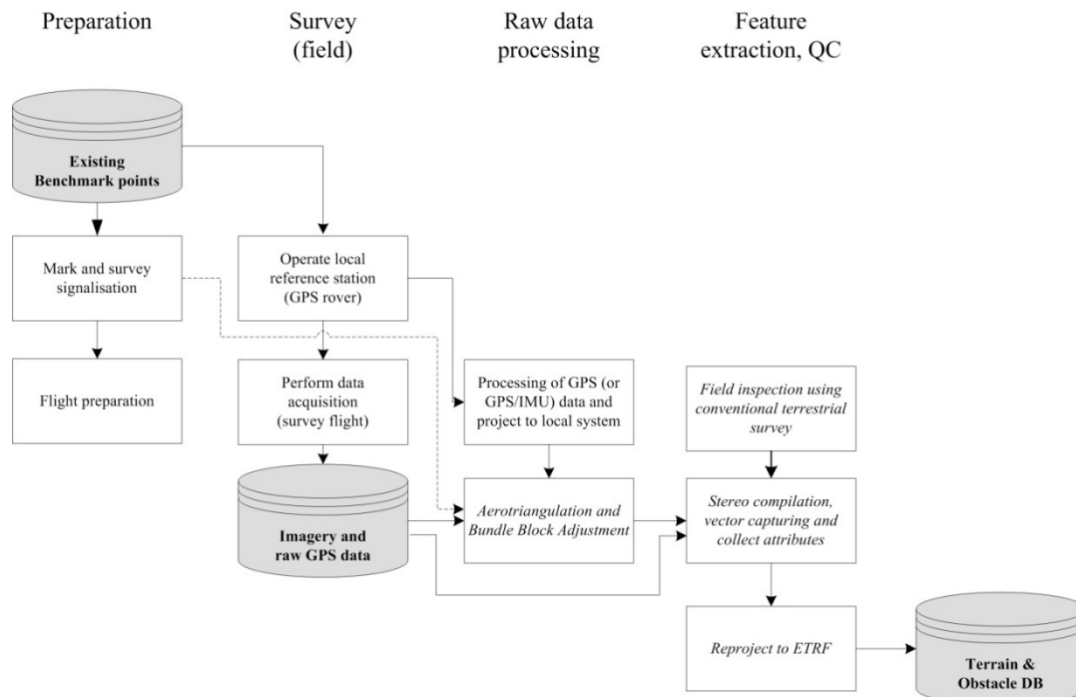 Preparation
Survey
(field)
Raw data
processing
Feature
extraction, QC
Existing
Benchmark points
Mark and survey
signalisation
Operate local
reference station
(GPS rover)
Flight preparation
Perform data
acquisition
(survey flight)
Processing of GPS (or
GPS/IMU) data and
project to local system
Field inspection using
conventional terrestrial
survey
Imagery and
raw GPS data
Aerotriangulation and
Bundle Block Adjustment
Stereo compilation,
vector capturing and
collect attributes
Reproject to ETRF
Terrain &
Obstacle DB